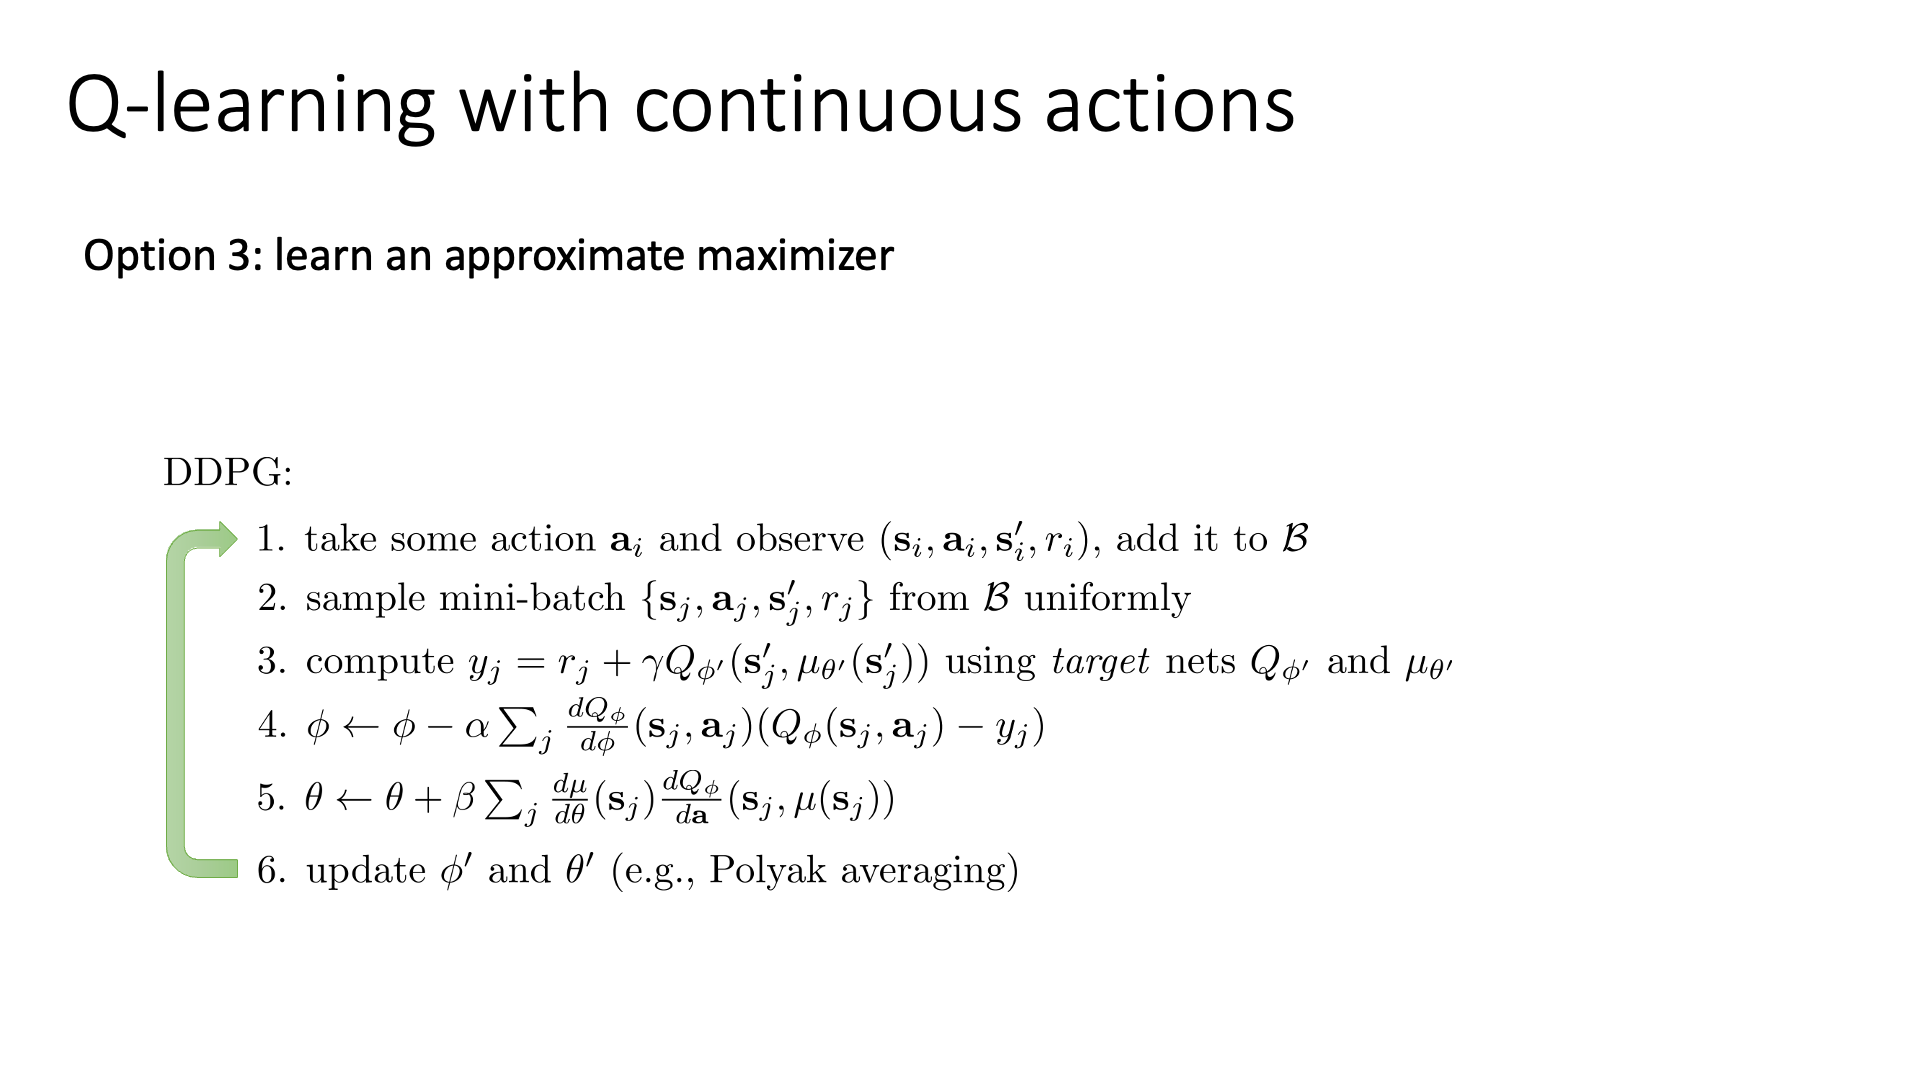 Q-learning with continuous actions
Option 3: learn an approximate maximizer
DDPG:
1. take some action $\mathbf{a}_i$ and observe $(\mathbf{s}_i, \mathbf{a}_i, \mathbf{s}'_i, r_i)$, add it to $\mathcal{B}$
2. sample mini-batch $\{\mathbf{s}_j, \mathbf{a}_j, \mathbf{s}'_j, r_j\}$ from $\mathcal{B}$ uniformly
3. compute $y_j = r_j + \gamma Q_{\phi'}(\mathbf{s}'_j, \mu_{\theta'}(\mathbf{s}'_j))$ using target nets $Q_{\phi'}$ and $\mu_{\theta'}$
4. $\phi \leftarrow \phi - \alpha \sum_j \frac{dQ_\phi}{d\phi}(\mathbf{s}_j, \mathbf{a}_j)(Q_\phi(\mathbf{s}_j, \mathbf{a}_j) - y_j)$
5. $\theta \leftarrow \theta + \beta \sum_j \frac{d\mu}{d\theta}(\mathbf{s}_j)\frac{dQ_\phi}{d\mathbf{a}}(\mathbf{s}_j, \mu(\mathbf{s}_j))$
6. update $\phi'$ and $\theta'$ (e.g., Polyak averaging)